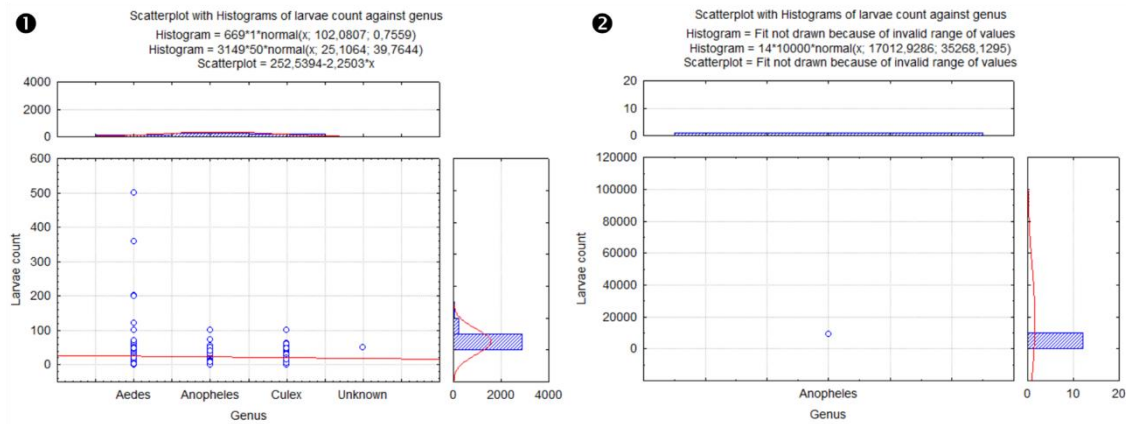 ❶
Scatterplot with Histograms of larvae count against genus
Histogram = 669*1*normal(x; 102,0807; 0,7559)
Histogram = 3149*50*normal(x; 25,1064; 39,7644)
Scatterplot = 252,5394-2,2503*x
4000
2000
0
600
500
400
300
200
100
0
Larvae count
Aedes Anopheles Culex Unknown
Genus
0 2000 4000
❷
Scatterplot with Histograms of larvae count against genus
Histogram = Fit not drawn because of invalid range of values
Histogram = 14*10000*normal(x; 17012,9286; 35268,1295)
Scatterplot = Fit not drawn because of invalid range of values
20
10
0
120000
100000
80000
60000
40000
20000
0
Larvae count
Anopheles
Genus
0 10 20